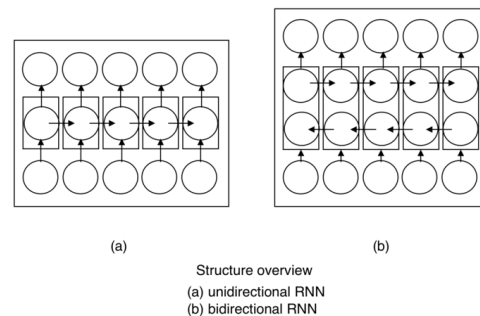 (a)
(b)
Structure overview
(a) unidirectional RNN
(b) bidirectional RNN